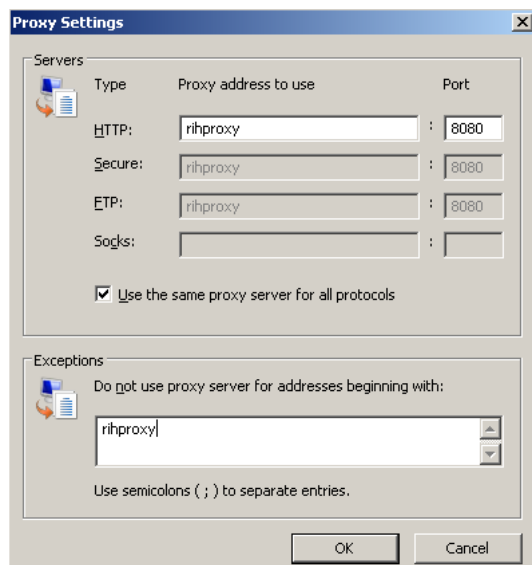 Proxy Settings
Servers
Type Proxy address to use Port
HTTP: rihproxy : 8080
Secure: rihproxy : 8080
FTP: rihproxy : 8080
Socks: :
Use the same proxy server for all protocols
Exceptions
Do not use proxy server for addresses beginning with:
rihproxy
Use semicolons ( ; ) to separate entries.
OK Cancel